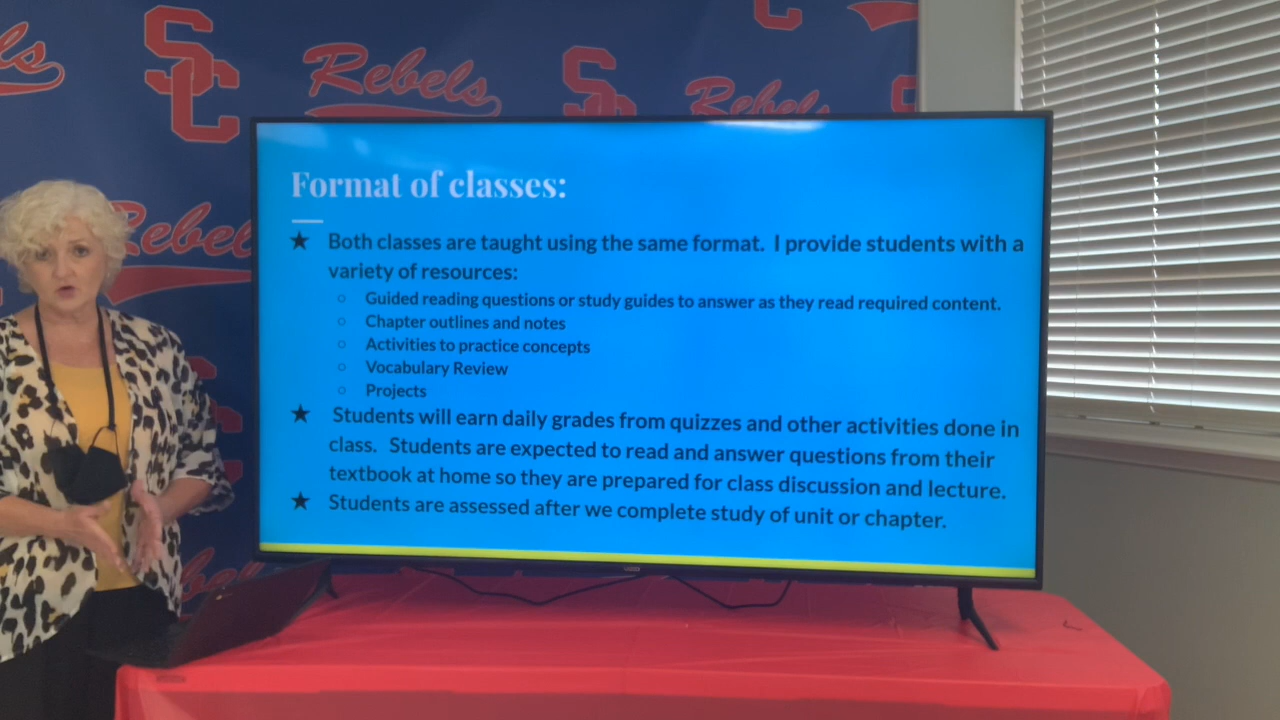 SC
Rebels
SC
Rebels
Rebels
Format of classes:
Both classes are taught using the same format. I provide students with a
variety of resources:
Guided reading questions or study guides to answer as they read required content.
Chapter outlines and notes
Activities to practice concepts
Vocabulary Review
Projects
Students will earn daily grades from quizzes and other activities done in
class. Students are expected to read and answer questions from their
textbook at home so they are prepared for class discussion and lecture.
Students are assessed after we complete study of unit or chapter.